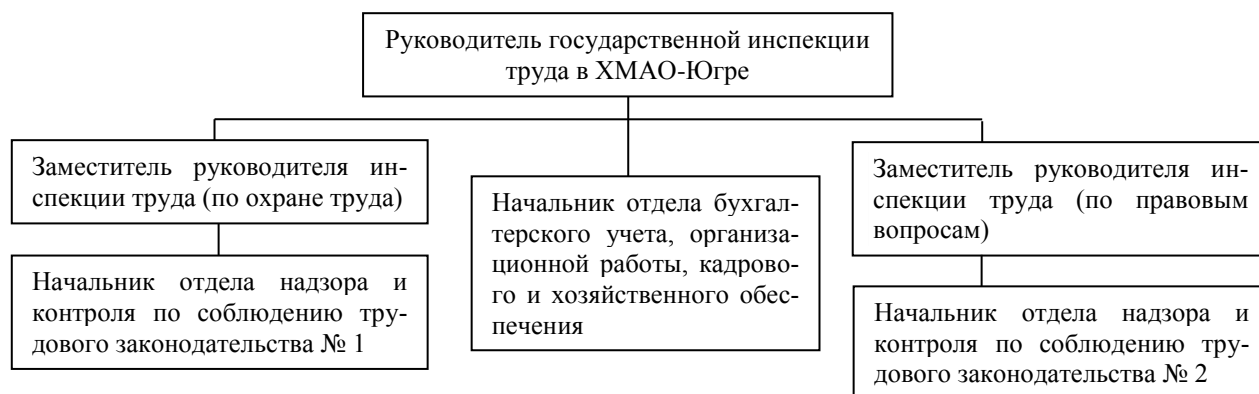 Руководитель государственной инспекции
труда в ХМАО-Югре
Заместитель руководителя ин-
спекции труда (по охране труда)
Начальник отдела надзора и
контроля по соблюдению тру-
дового законодательства № 1
Начальник отдела бухгал-
терского учета, организа-
ционной работы, кадрово-
го и хозяйственного обес-
печения
Заместитель руководителя ин-
спекции труда (по правовым
вопросам)
Начальник отдела надзора и
контроля по соблюдению тру-
дового законодательства № 2